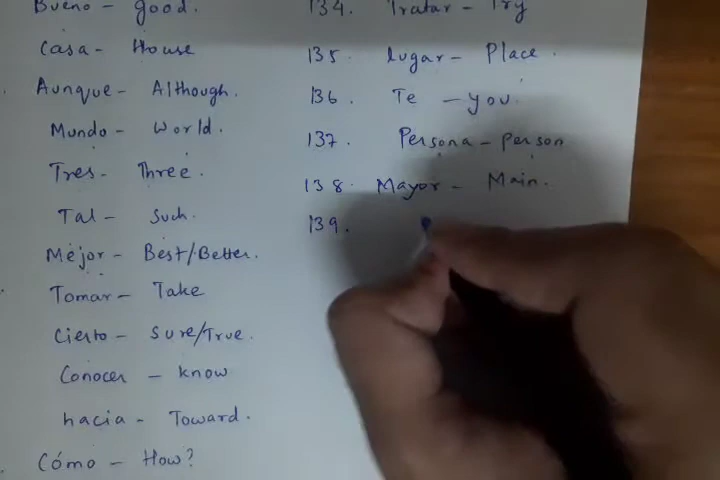 Bueno - good.
Casa - House
Aunque - Although.
Mundo - World.
Tres - Three.
Tal - Such.
Mejor - Best/Better.
Tomar - Take
Cierto - Sure/True.
Conocer - know
hacia - Toward.
Cómo - How?
134. Tratar - Try
135. lugar - Place.
136. Te - you.
137. Persona - person
138. Mayor - Main.
139.